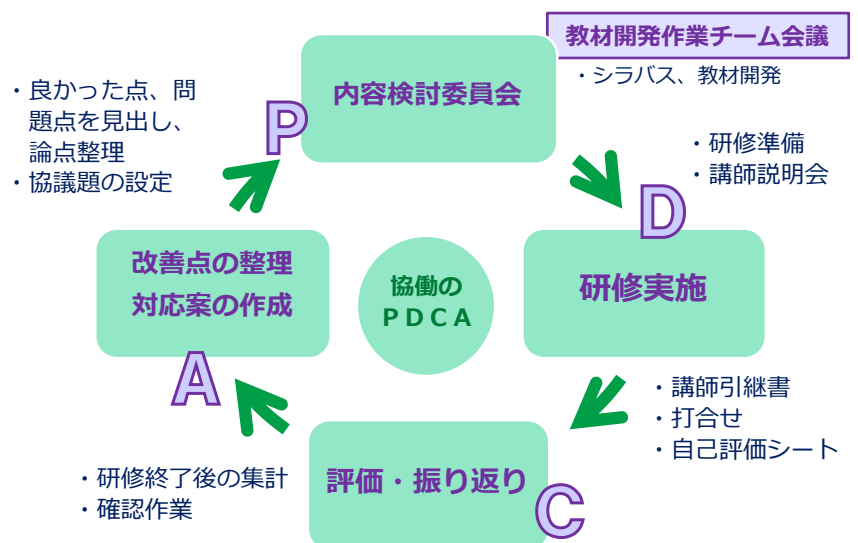 教材開発作業チーム会議
・シラバス、教材開発
P
内容検討委員会
・良かった点、問
題点を見出し、
論点整理
・協議題の設定
・研修準備
・講師説明会
D
研修実施
改善点の整理
対応案の作成
協働の
ＰＤＣＡ
A
・講師引継書
・打合せ
・自己評価シート
評価・振り返り
C
・研修終了後の集計
・確認作業